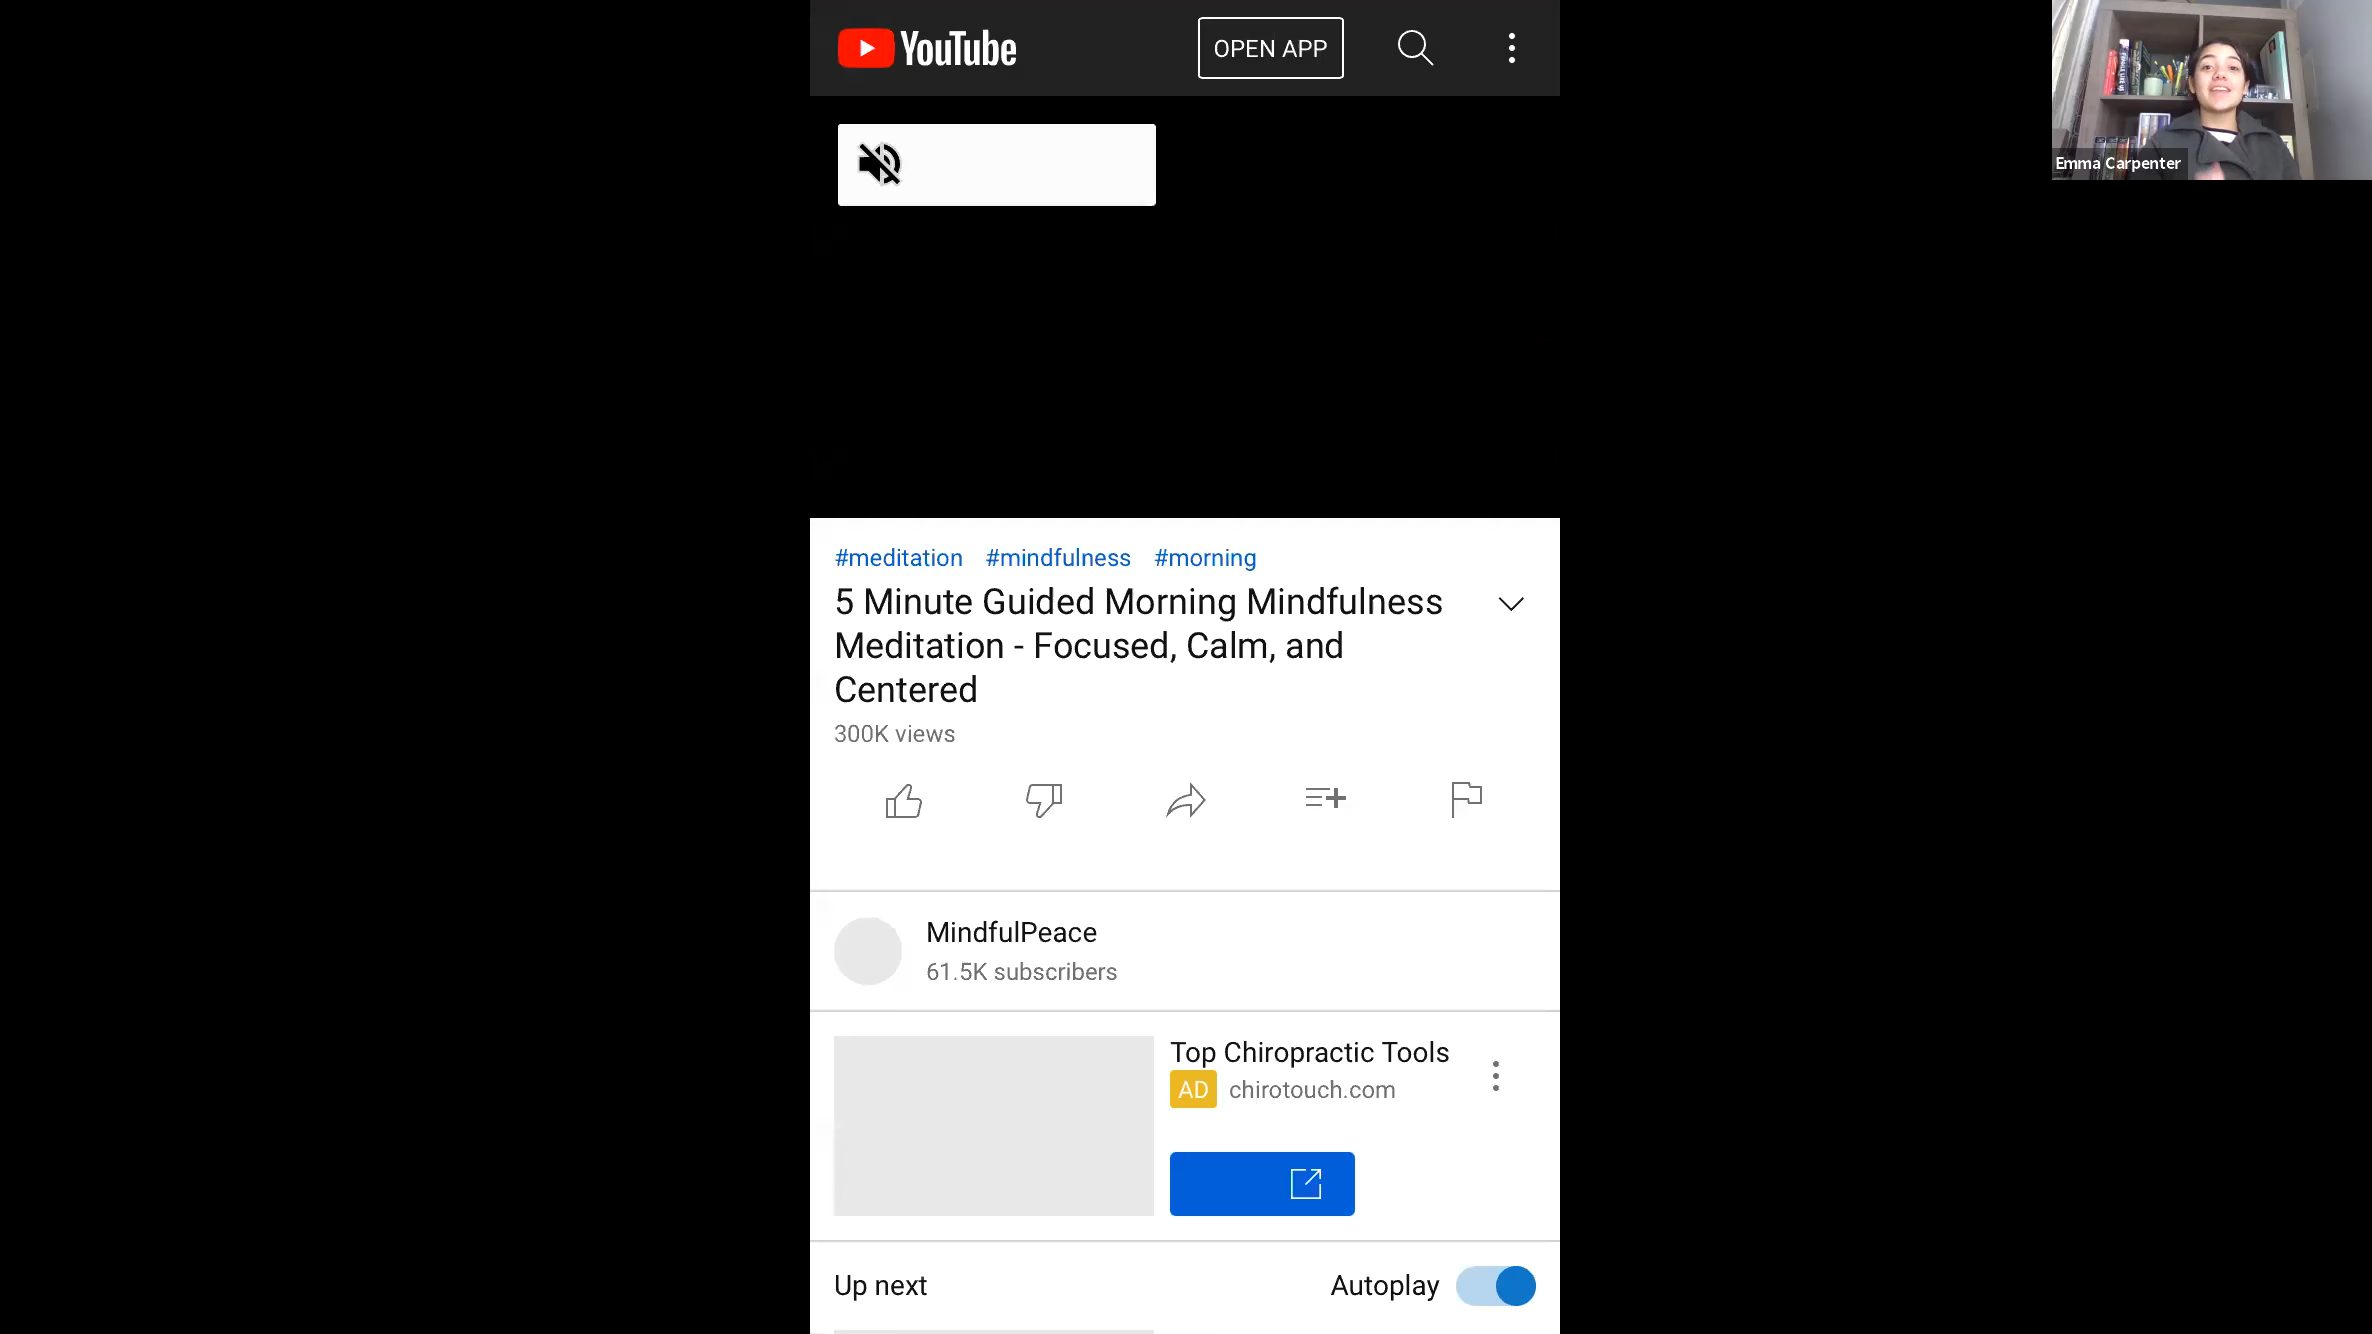 YouTube
OPEN APP
Emma Carpenter
#meditation #mindfulness #morning
5 Minute Guided Morning Mindfulness
Meditation - Focused, Calm, and
Centered
300K views
MindfulPeace
61.5K subscribers
Top Chiropractic Tools
AD chirotouch.com
Up next
Autoplay